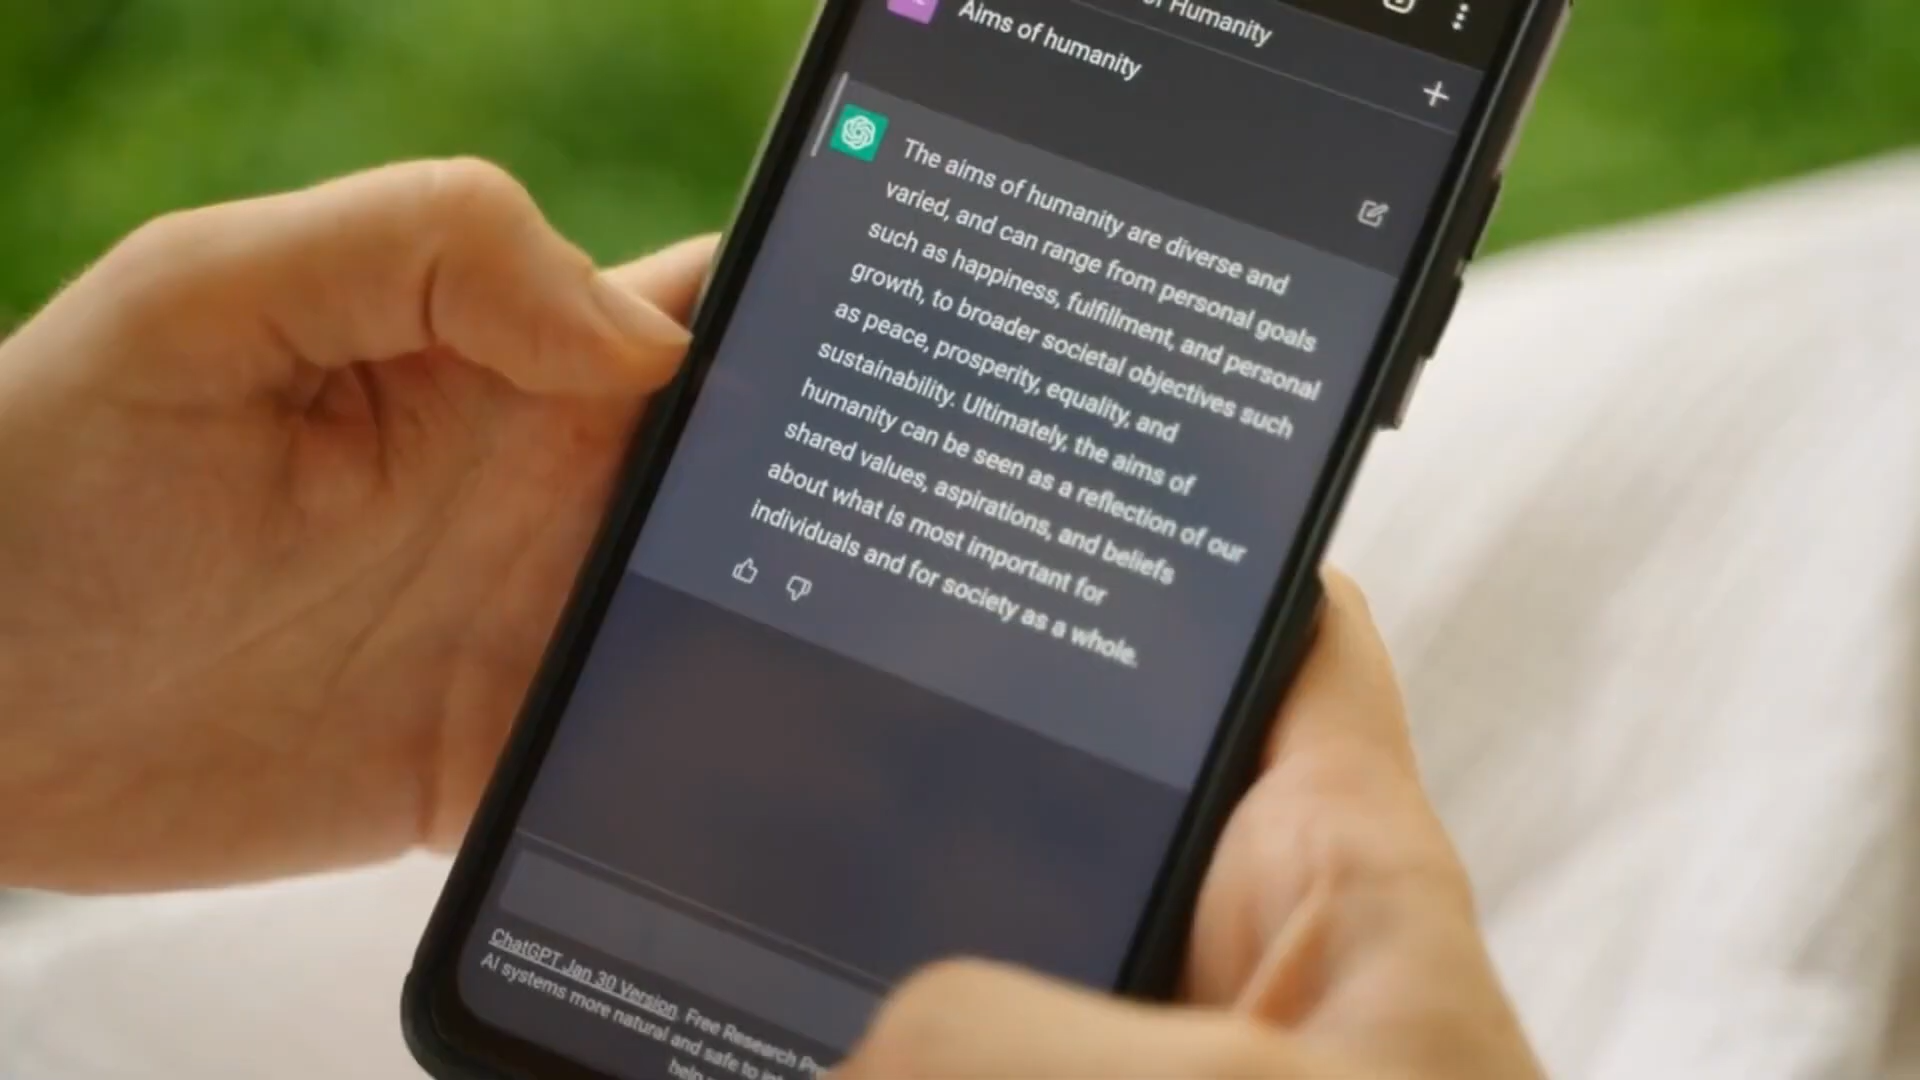 of Humanity
Aims of humanity
The aims of humanity are diverse and
varied, and can range from personal goals
such as happiness, fulfillment, and personal
growth, to broader societal objectives such
as peace, prosperity, equality, and
sustainability. Ultimately, the aims of
humanity can be seen as a reflection of our
shared values, aspirations, and beliefs
about what is most important for
individuals and for society as a whole.
ChatGPT Jan 30 Version. Free Research
AI systems more natural and safe to